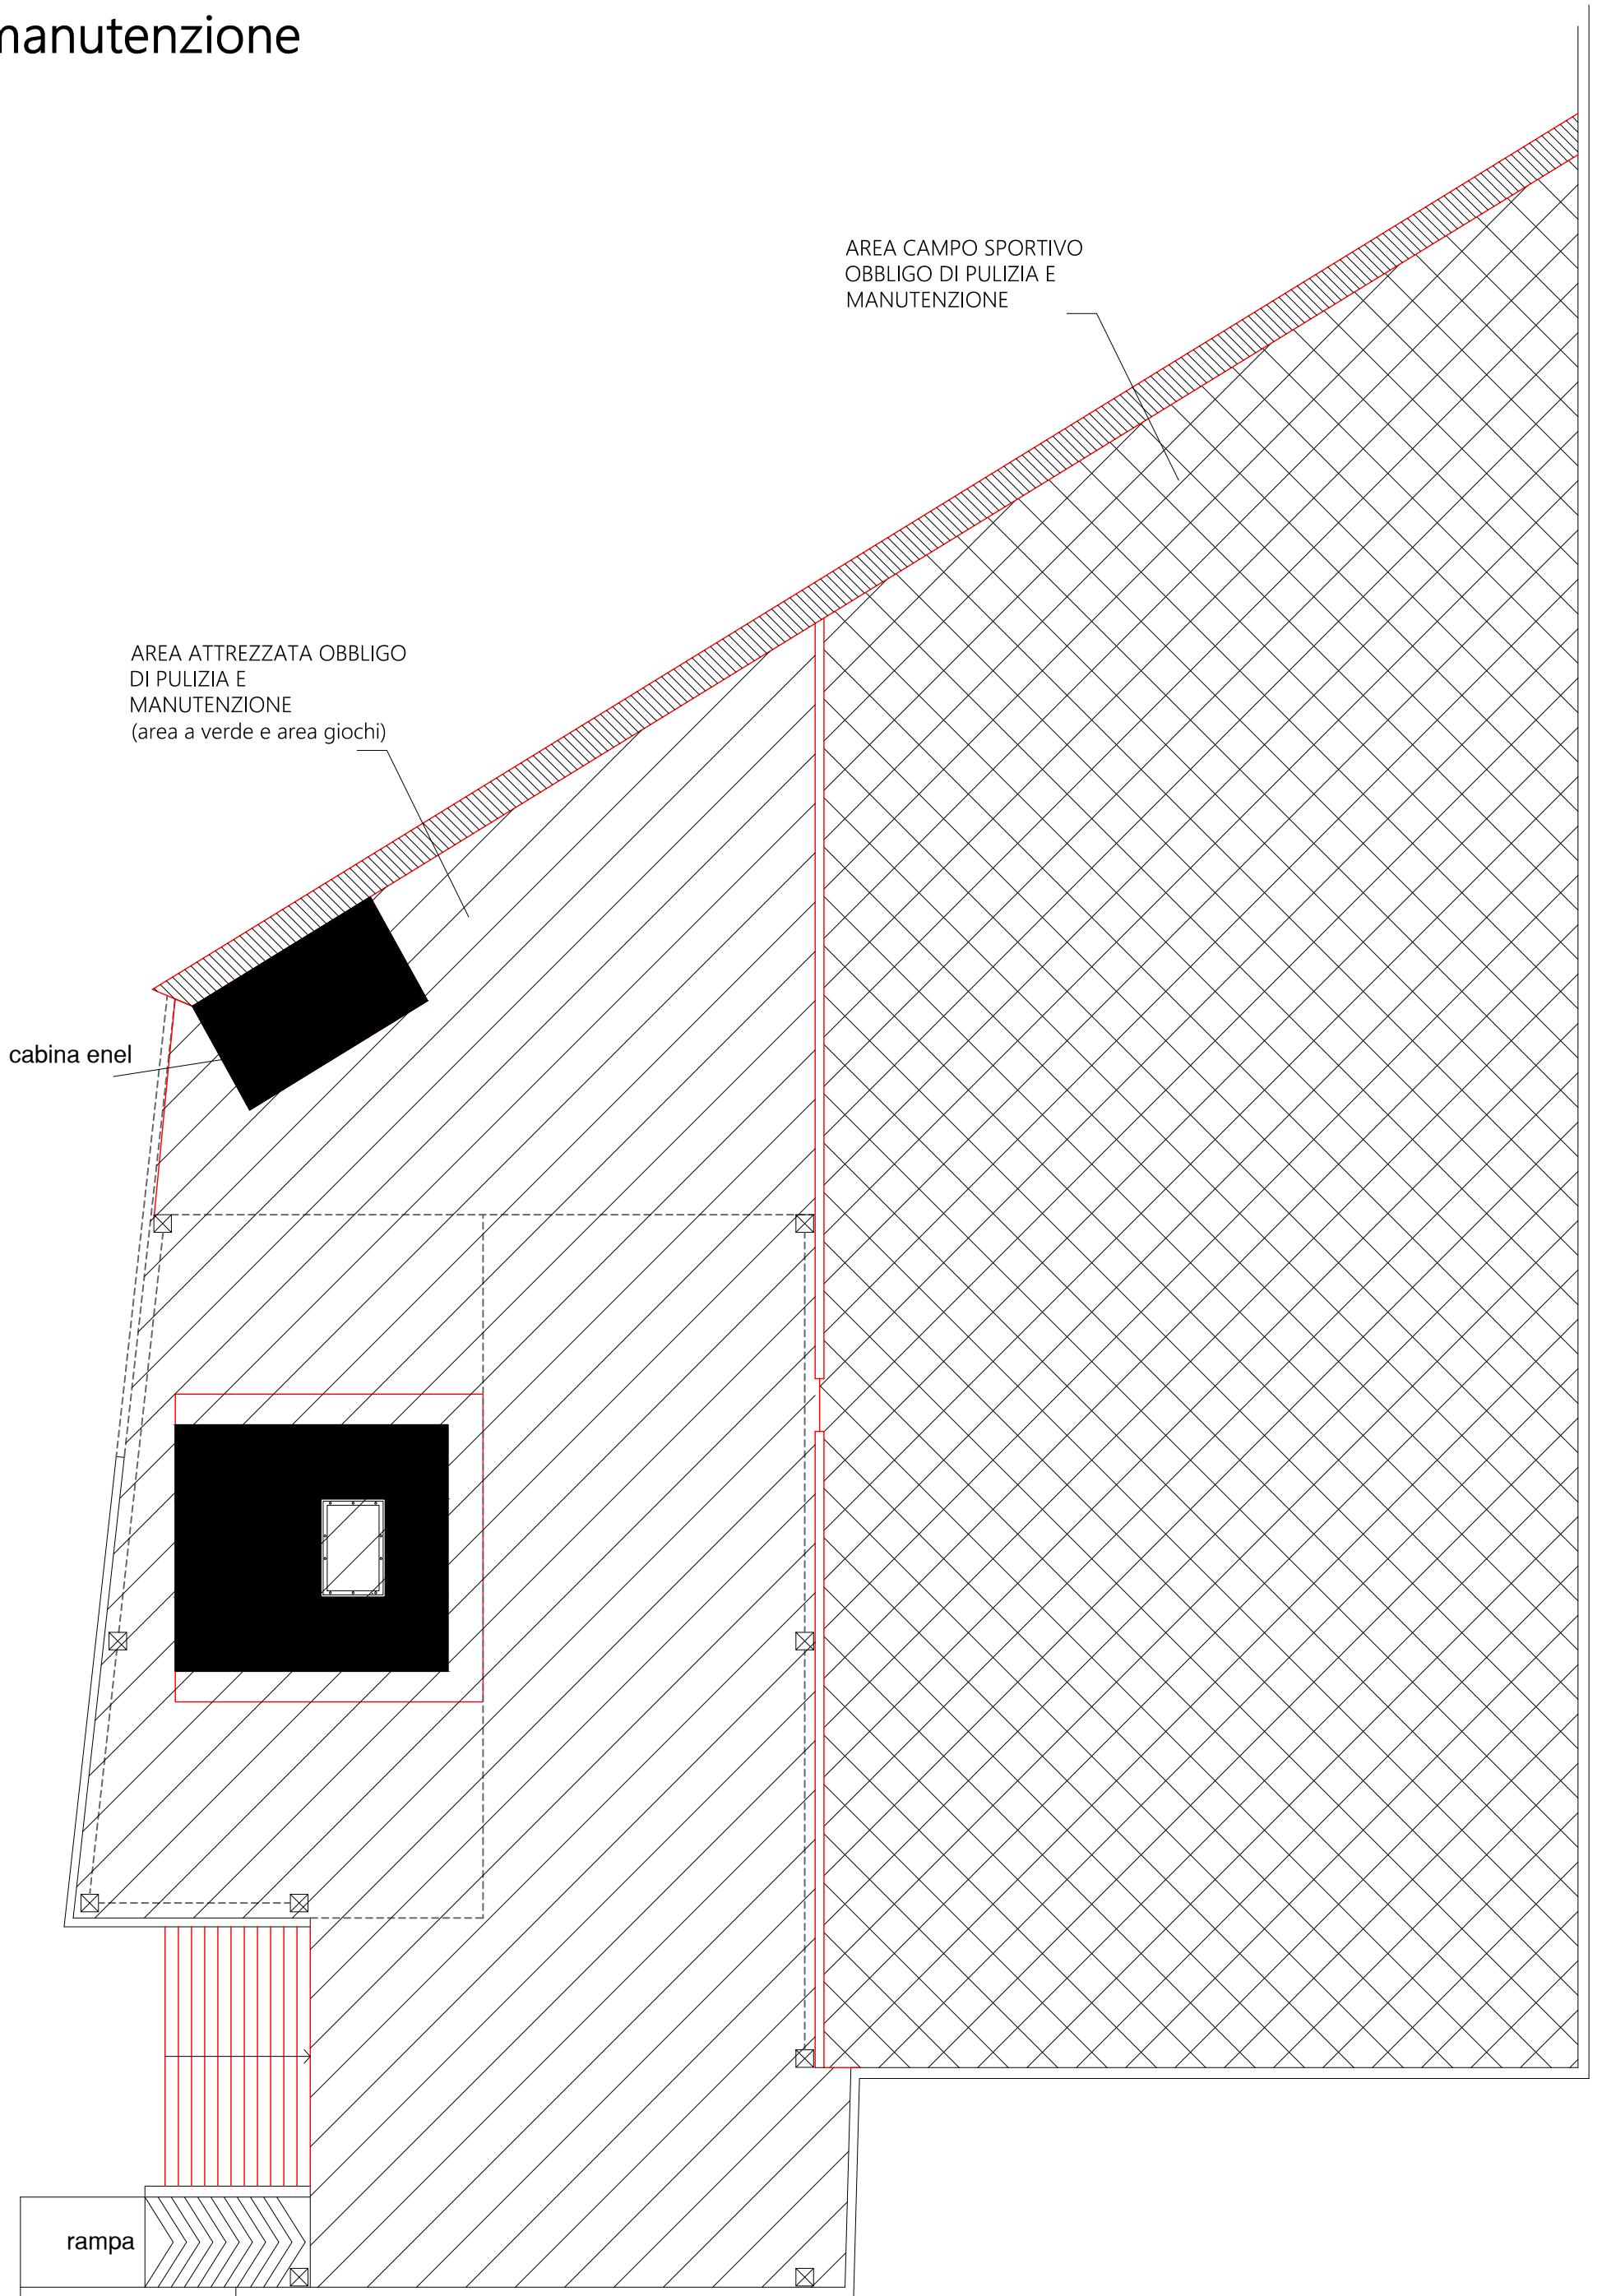 manutenzione
AREA CAMPO SPORTIVO
OBBLIGO DI PULIZIA E
MANUTENZIONE
AREA ATTREZZATA OBBLIGO
DI PULIZIA E
MANUTENZIONE
(area a verde e area giochi)
cabina enel
rampa